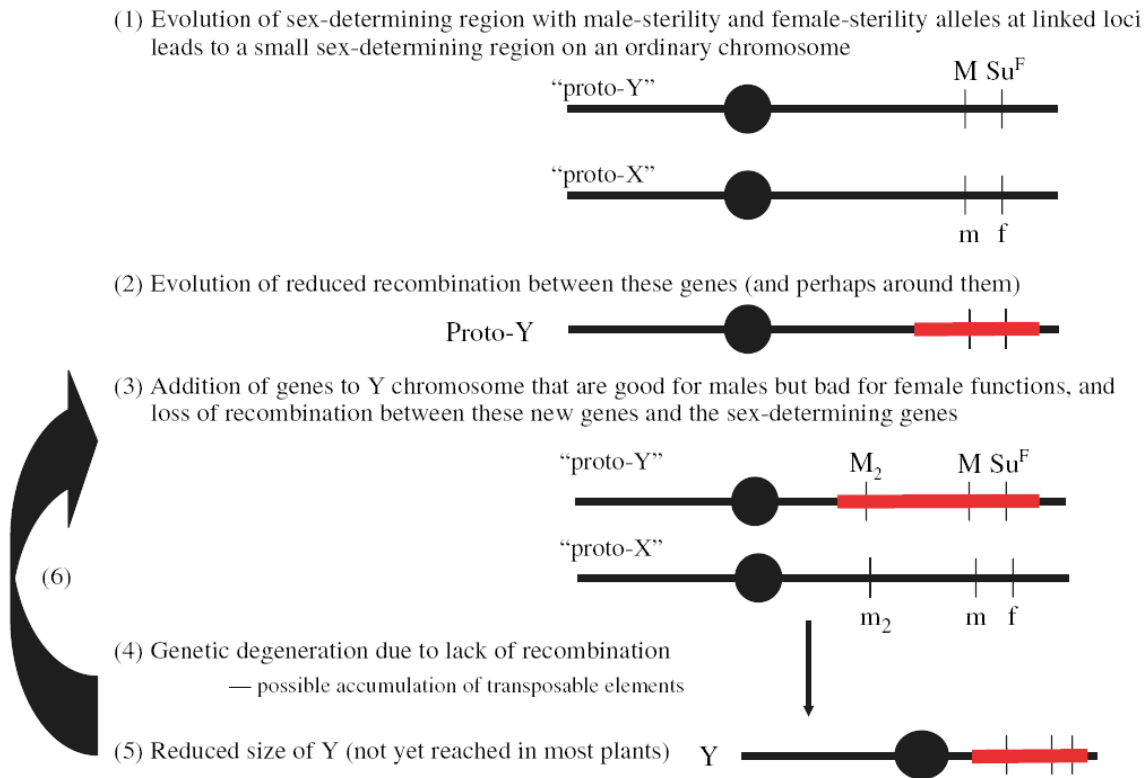 (1) Evolution of sex-determining region with male-sterility and female-sterility alleles at linked loci
leads to a small sex-determining region on an ordinary chromosome
M Suᶠ
“proto-Y”
“proto-X”
m f
(2) Evolution of reduced recombination between these genes (and perhaps around them)
Proto-Y
(3) Addition of genes to Y chromosome that are good for males but bad for female functions, and
loss of recombination between these new genes and the sex-determining genes
“proto-Y” M₂ M Suᶠ
“proto-X”
(6)
m₂ m f
(4) Genetic degeneration due to lack of recombination
— possible accumulation of transposable elements
(5) Reduced size of Y (not yet reached in most plants) Y